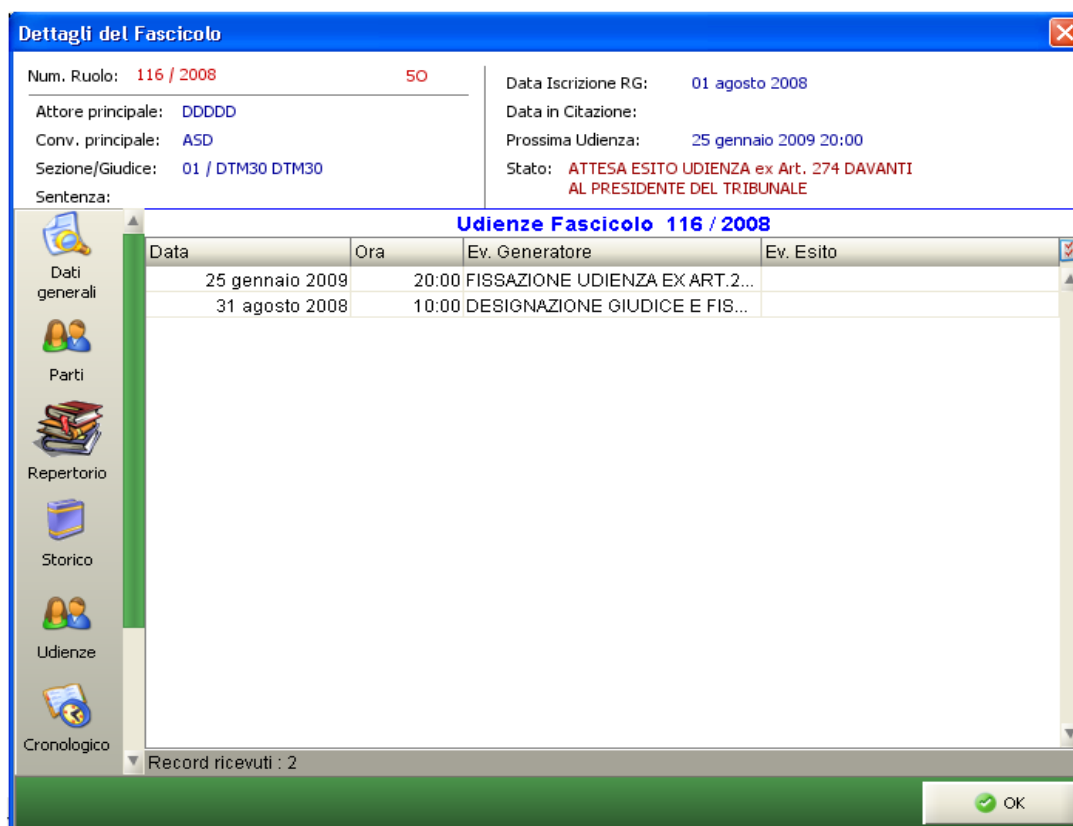 Dettagli del Fascicolo
Num. Ruolo: 116 / 2008 SO
Attore principale: DDDDD
Conv. principale: ASD
Sezione/Giudice: 01 / DTM30 DTM30
Sentenza:
Data Iscrizione RG: 01 agosto 2008
Data in Citazione:
Prossima Udienza: 25 gennaio 2009 20:00
Stato: ATTESA ESITO UDIENZA ex Art. 274 DAVANTI
AL PRESIDENTE DEL TRIBUNALE
Dati
generali
Parti
Repertorio
Storico
Udienze
Cronologico
Udienze Fascicolo 116 / 2008
Data Ora Ev. Generatore Ev. Esito
25 gennaio 2009 20:00 FISSAZIONE UDIENZA EX ART.2...
31 agosto 2008 10:00 DESIGNAZIONE GIUDICE E FIS...
Record ricevuti : 2
OK